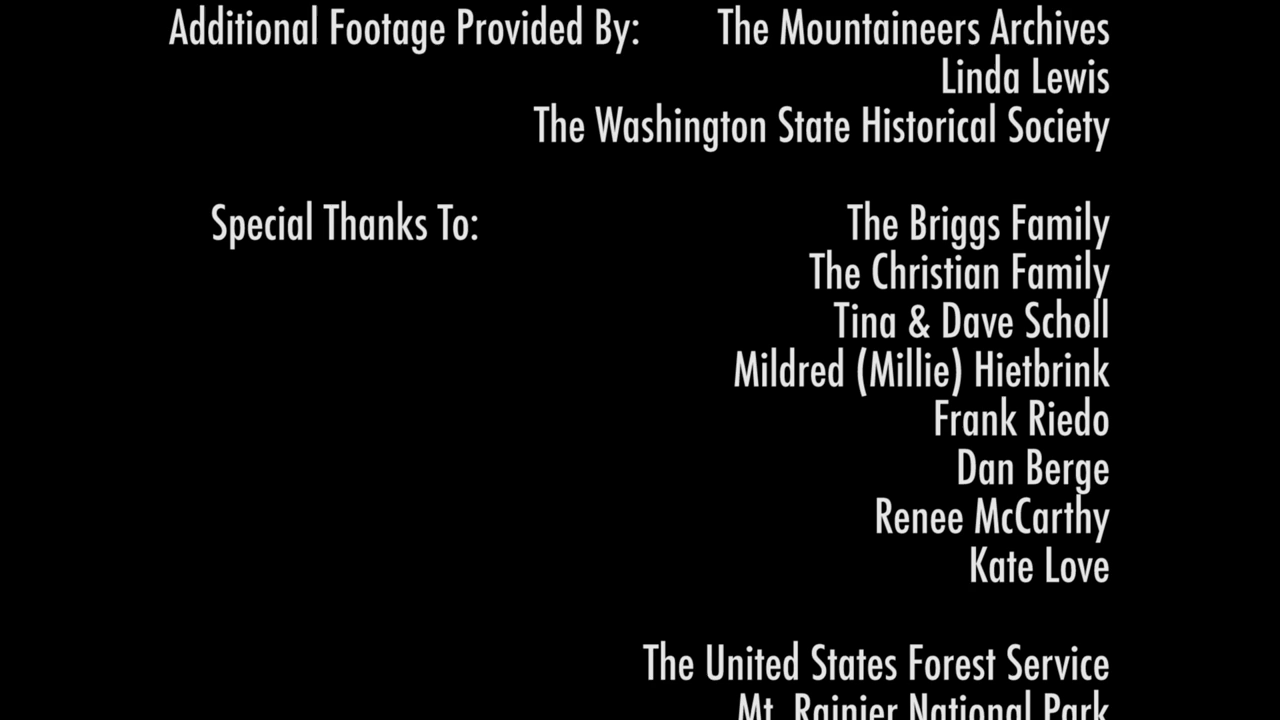 Additional Footage Provided By: The Mountaineers Archives
Linda Lewis
The Washington State Historical Society
Special Thanks To: The Briggs Family
The Christian Family
Tina & Dave Scholl
Mildred (Millie) Hietbrink
Frank Riedo
Dan Berge
Renee McCarthy
Kate Love
The United States Forest Service
Mt. Rainier National Park